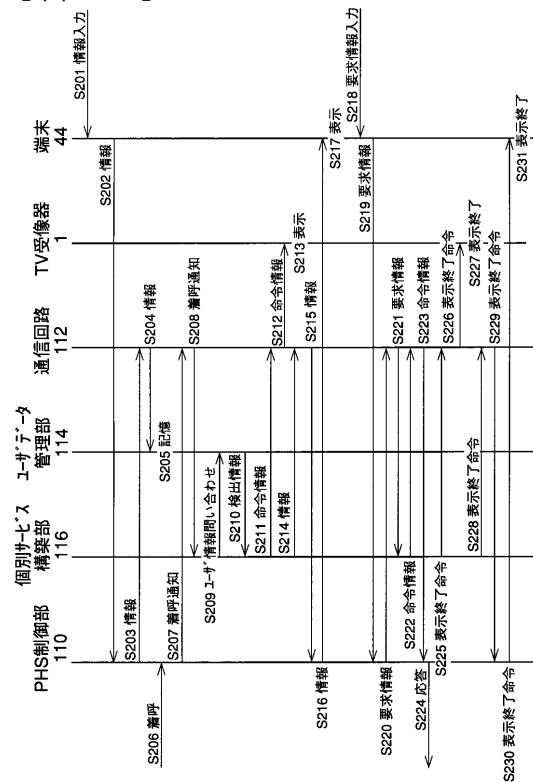 PHS制御部
110
個別サービス
構築部
116
ユーザデータ
管理部
114
通信回路
112
TV受像器
1
端末
44
S201 情報入力
S202 情報
S203 情報
S204 情報
S205 記憶
S206 着呼
S207 着呼通知
S208 着呼通知
S209 ユーザ情報問い合わせ
S210 検出情報
S211 命令情報
S212 命令情報
S213 表示
S214 情報
S215 情報
S216 情報
S217 表示
S218 要求情報入力
S219 要求情報
S220 要求情報
S221 要求情報
S222 命令情報
S223 命令情報
S224 応答
S225 表示終了命令
S226 表示終了命令
S227 表示終了
S228 表示終了命令
S229 表示終了命令
S230 表示終了命令
S231 表示終了